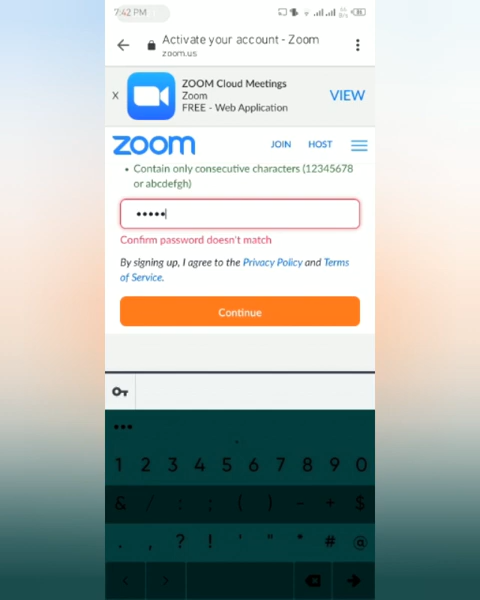 7:42 PM
Activate your account - Zoom
zoom.us
X
ZOOM Cloud Meetings
Zoom
FREE - Web Application
VIEW
zoom
JOIN
HOST
• Contain only consecutive characters (12345678
or abcdefgh)
•••••
Confirm password doesn't match
By signing up, I agree to the Privacy Policy and Terms
of Service.
Continue
1 2 3 4 5 6 7 8 9 0
& / : ; ( ) - + $
. , ? ! ' " * # @
< >